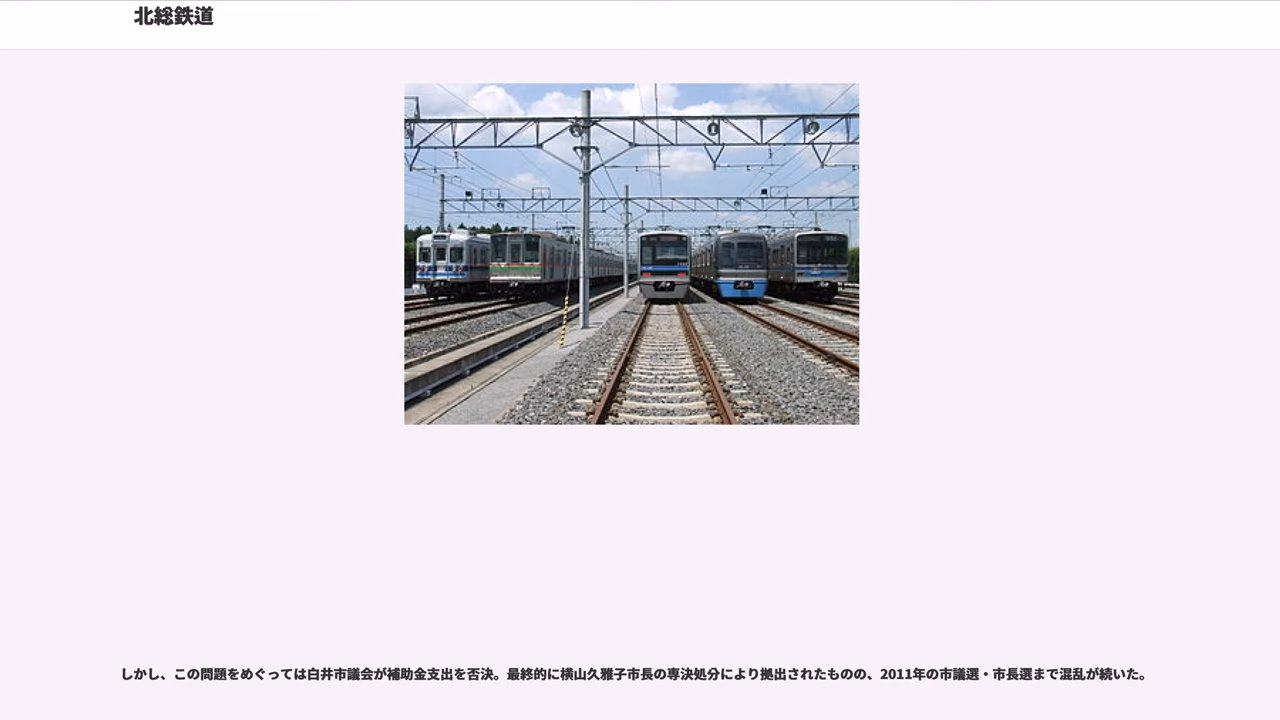 北総鉄道
しかし、この問題をめぐっては白井市議会が補助金支出を否決。最終的に横山久雅子市長の専決処分により拠出されたものの、2011年の市議選・市長選まで混乱が続いた。